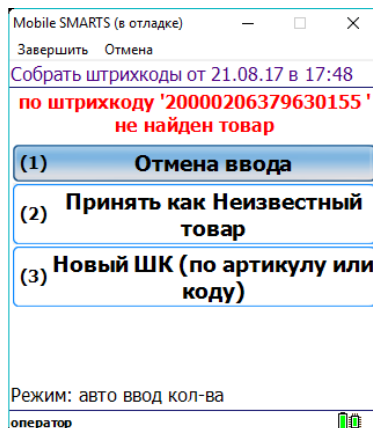 Mobile SMARTS (в отладке)
Завершить Отмена
Собрать штрихкоды от 21.08.17 в 17:48
по штрихкоду '20000206379630155 '
не найден товар
(1) Отмена ввода
(2) Принять как Неизвестный
товар
(3) Новый ШК (по артикулу или
коду)
Режим: авто ввод кол-ва
оператор